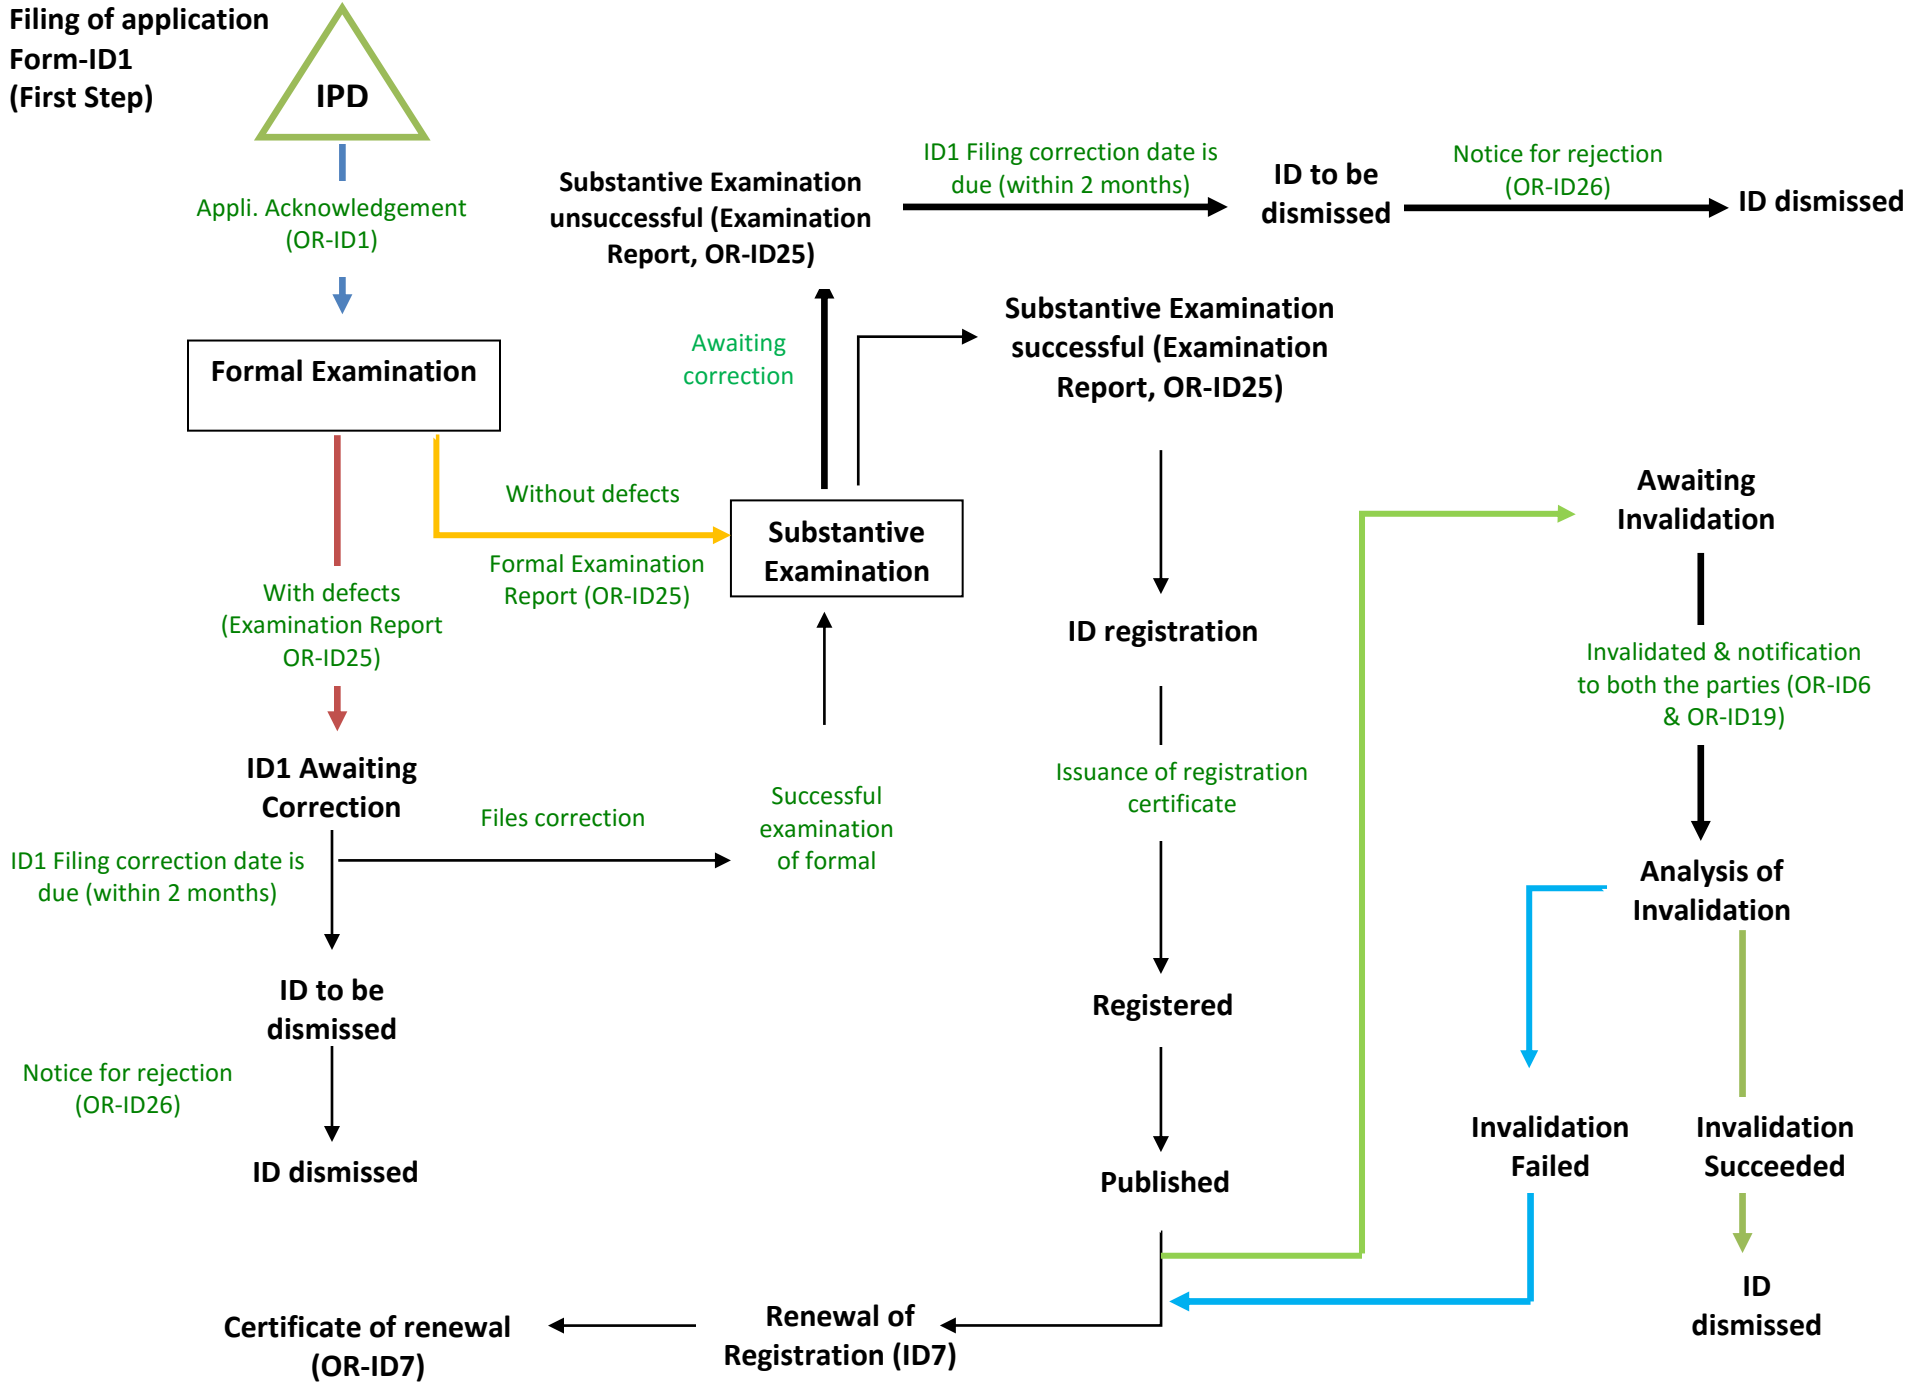 Filing of application
Form-ID1
(First Step)
IPD
Appli. Acknowledgement
(OR-ID1)
Formal Examination
With defects
(Examination Report
OR-ID25)
Without defects
Formal Examination
Report (OR-ID25)
Substantive
Examination
Awaiting
correction
Substantive Examination
unsuccessful (Examination
Report, OR-ID25)
ID1 Filing correction date is
due (within 2 months)
ID to be
dismissed
Notice for rejection
(OR-ID26)
ID dismissed
Substantive Examination
successful (Examination
Report, OR-ID25)
ID registration
Issuance of registration
certificate
Registered
Published
Awaiting
Invalidation
Invalidated & notification
to both the parties (OR-ID6
& OR-ID19)
Analysis of
Invalidation
Invalidation
Failed
Invalidation
Succeeded
ID
dismissed
ID1 Awaiting
Correction
Files correction
Successful
examination
of formal
ID1 Filing correction date is
due (within 2 months)
ID to be
dismissed
Notice for rejection
(OR-ID26)
ID dismissed
Renewal of
Registration (ID7)
Certificate of renewal
(OR-ID7)